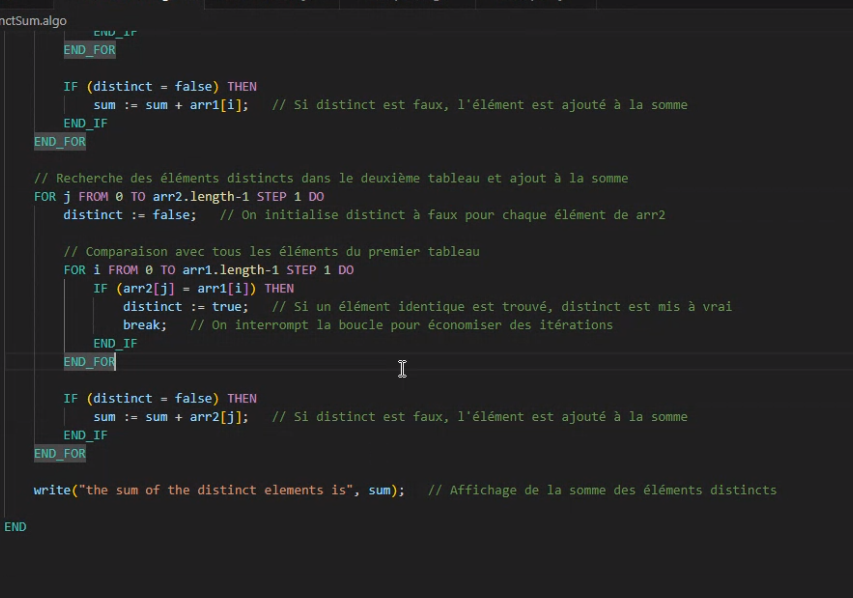 nctSum.algo
END_IF
END_FOR
IF (distinct = false) THEN
sum := sum + arr1[i];   // Si distinct est faux, l'élément est ajouté à la somme
END_IF
END_FOR
// Recherche des éléments distincts dans le deuxième tableau et ajout à la somme
FOR j FROM 0 TO arr2.length-1 STEP 1 DO
distinct := false;   // On initialise distinct à faux pour chaque élément de arr2
// Comparaison avec tous les éléments du premier tableau
FOR i FROM 0 TO arr1.length-1 STEP 1 DO
IF (arr2[j] = arr1[i]) THEN
distinct := true;   // Si un élément identique est trouvé, distinct est mis à vrai
break;   // On interrompt la boucle pour économiser des itérations
END_IF
END_FOR
IF (distinct = false) THEN
sum := sum + arr2[j];   // Si distinct est faux, l'élément est ajouté à la somme
END_IF
END_FOR
write("the sum of the distinct elements is", sum);   // Affichage de la somme des éléments distincts
END